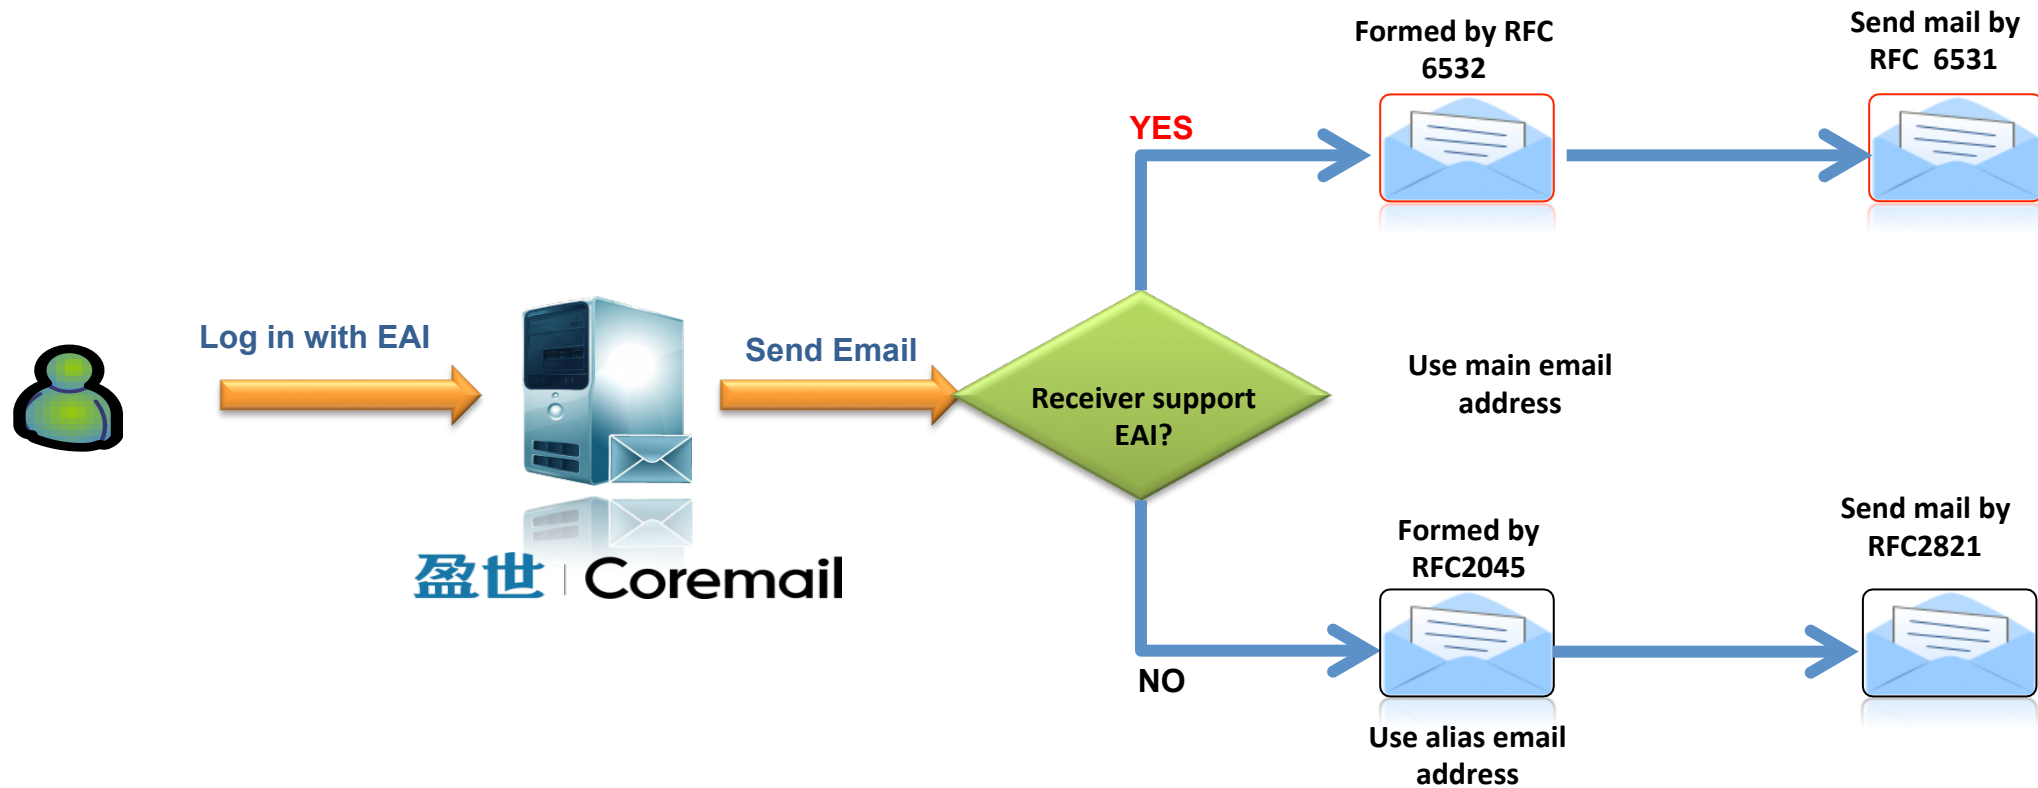 Formed by RFC
6532
Send mail by
RFC 6531
YES
Log in with EAI
Send Email
Receiver support
EAI?
Use main email
address
盈世 | Coremail
Formed by
RFC2045
Send mail by
RFC2821
NO
Use alias email
address